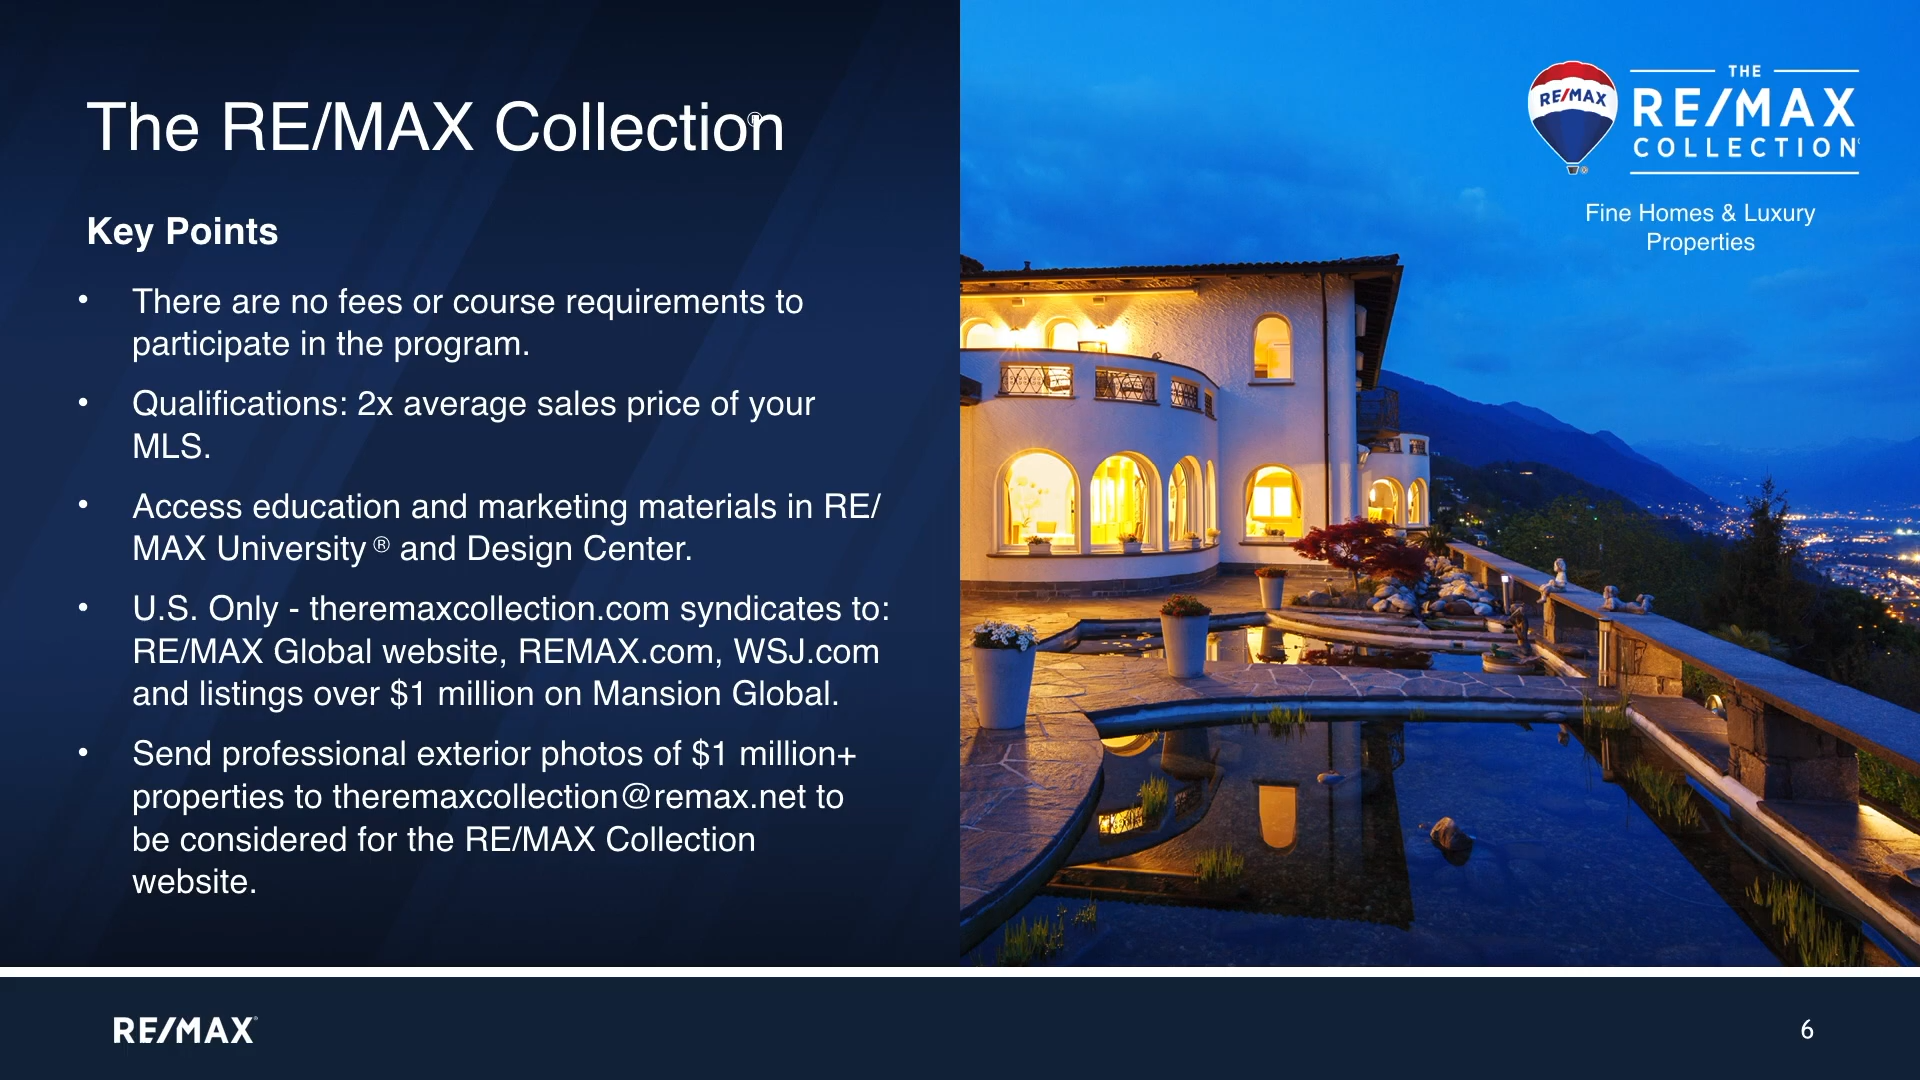 The RE/MAX Collection®
Key Points
• There are no fees or course requirements to
participate in the program.
• Qualifications: 2x average sales price of your
MLS.
• Access education and marketing materials in RE/
MAX University ® and Design Center.
• U.S. Only - theremaxcollection.com syndicates to:
RE/MAX Global website, REMAX.com, WSJ.com
and listings over $1 million on Mansion Global.
• Send professional exterior photos of $1 million+
properties to theremaxcollection@remax.net to
be considered for the RE/MAX Collection
website.
RE/MAX
®
THE
RE/MAX
COLLECTION
Fine Homes & Luxury
Properties
RE/MAX
6